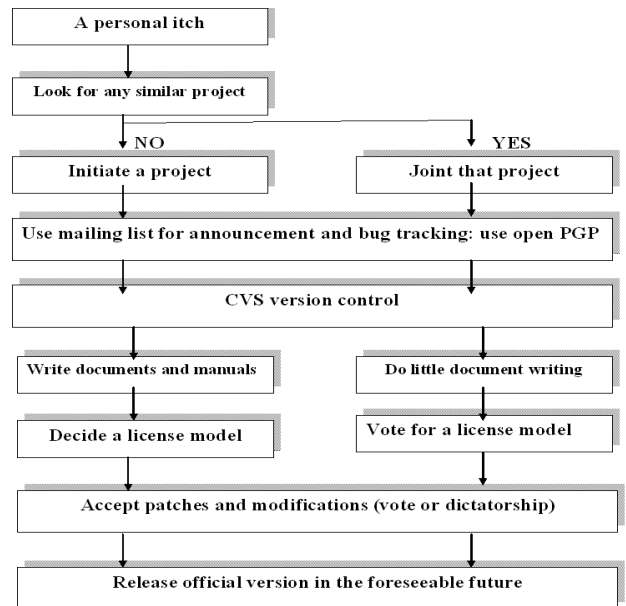 A personal itch
Look for any similar project
NO
YES
Initiate a project
Joint that project
Use mailing list for announcement and bug tracking: use open PGP
CVS version control
Write documents and manuals
Do little document writing
Decide a license model
Vote for a license model
Accept patches and modifications (vote or dictatorship)
Release official version in the foreseeable future